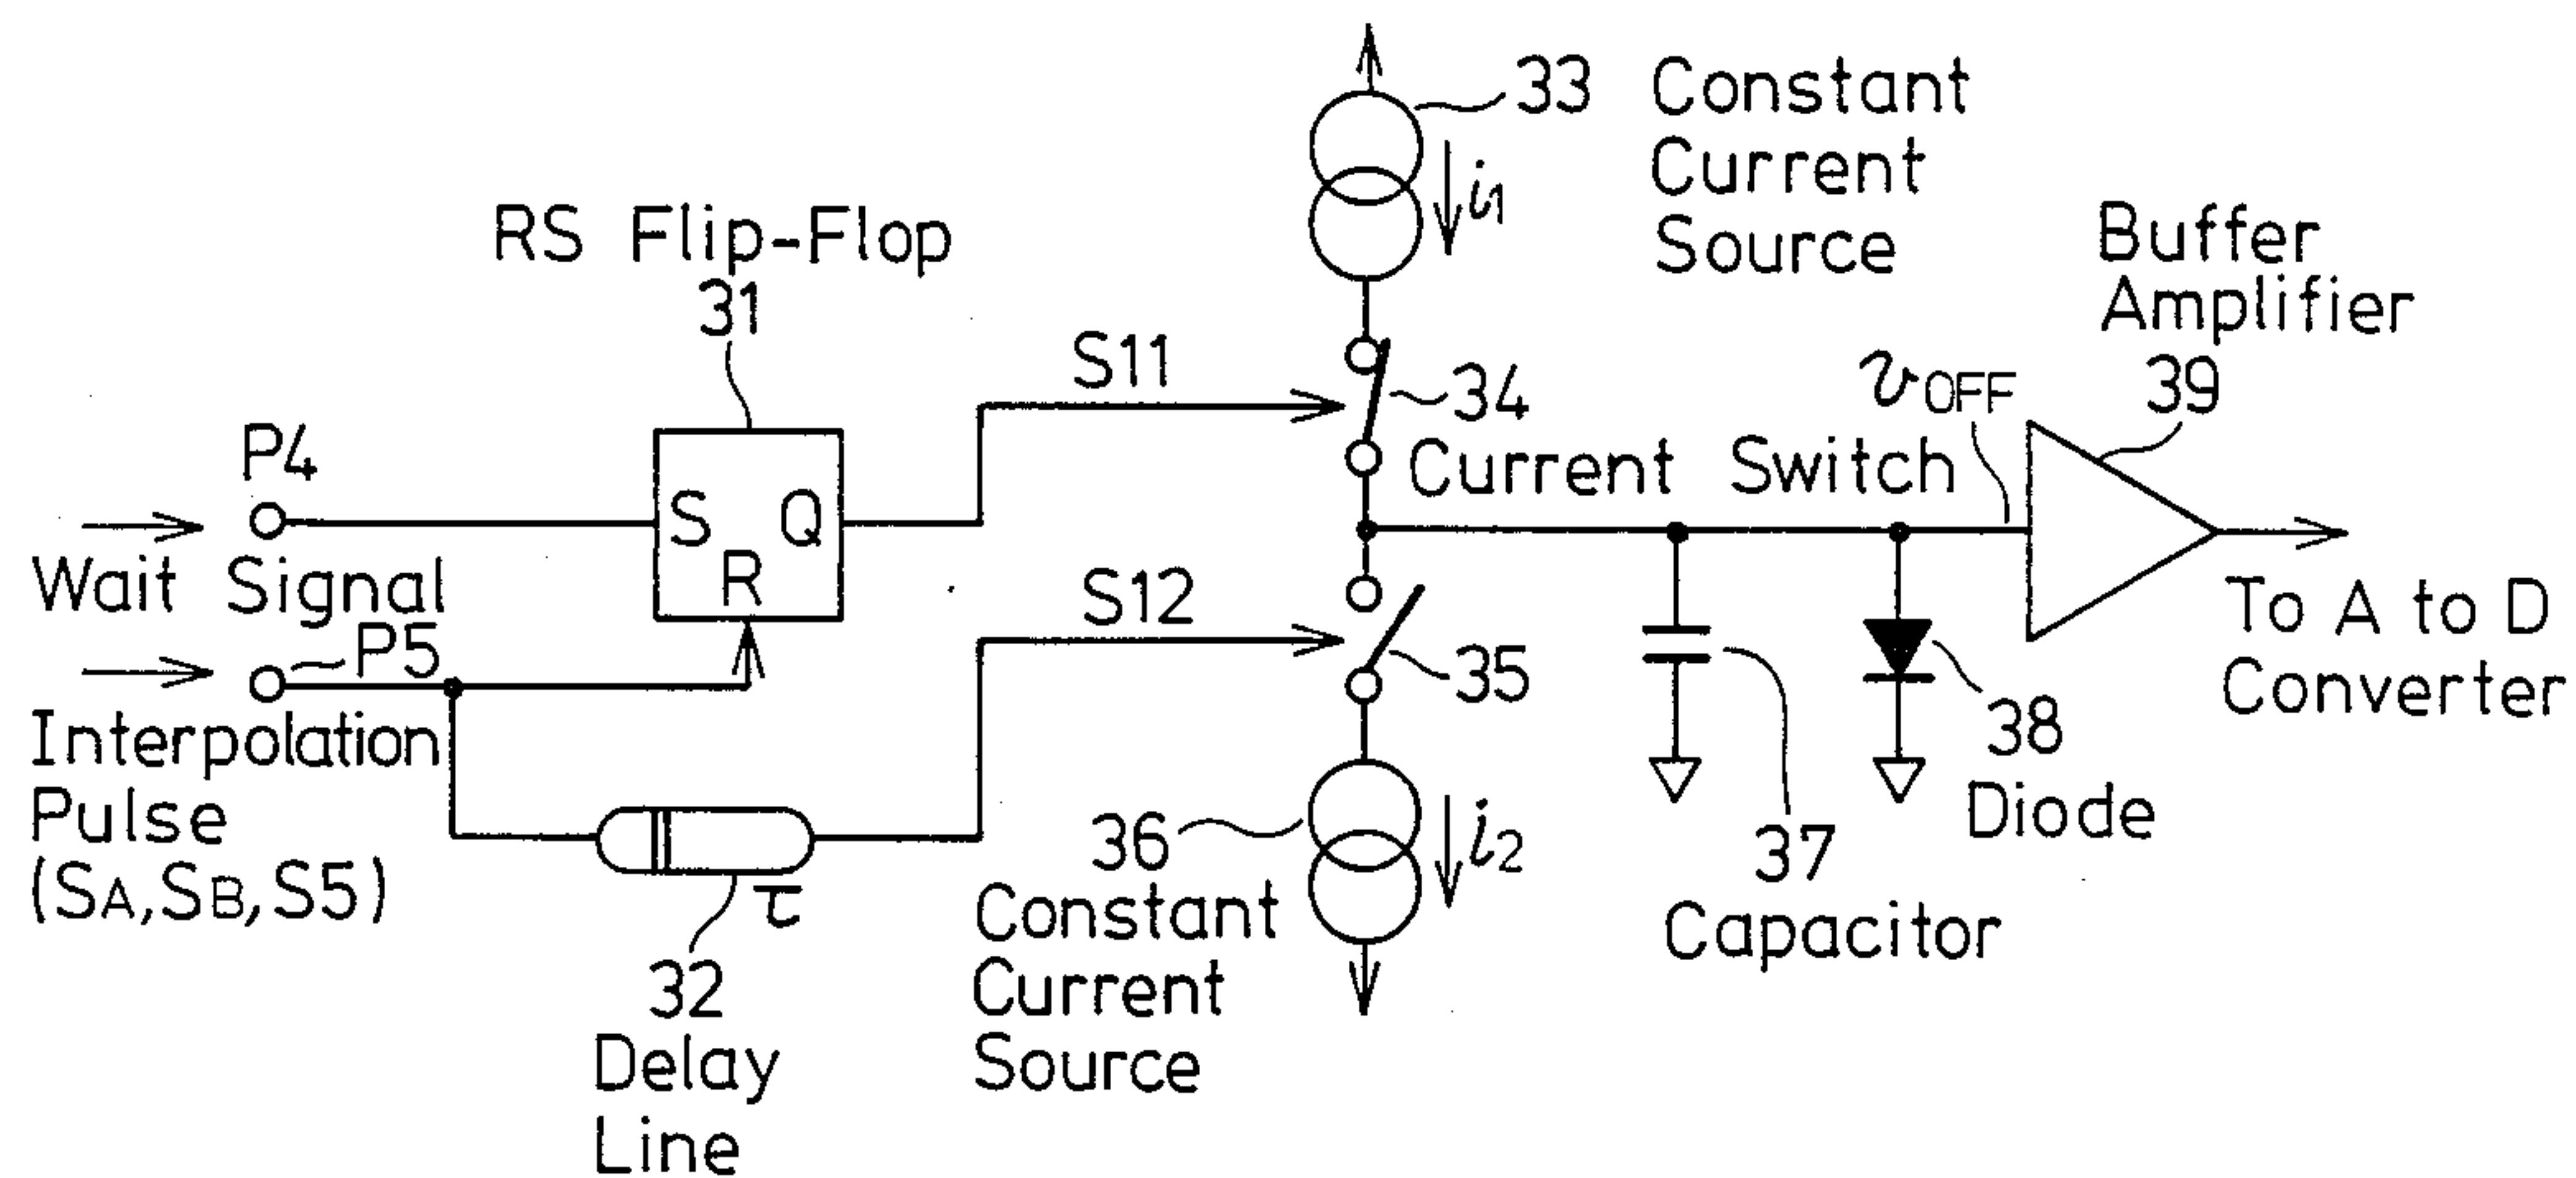 RS Flip-Flop
31
P4
Wait Signal
S
Q
R
P5
Interpolation
Pulse
(SA, SB, S5)
S11
S12
τ
32
Delay
Line
33 Constant
Current
Source
i1
34
Current Switch
35
36
Constant
Current
Source
i2
37
Capacitor
38
Diode
vOFF
Buffer
Amplifier
39
To A to D
Converter